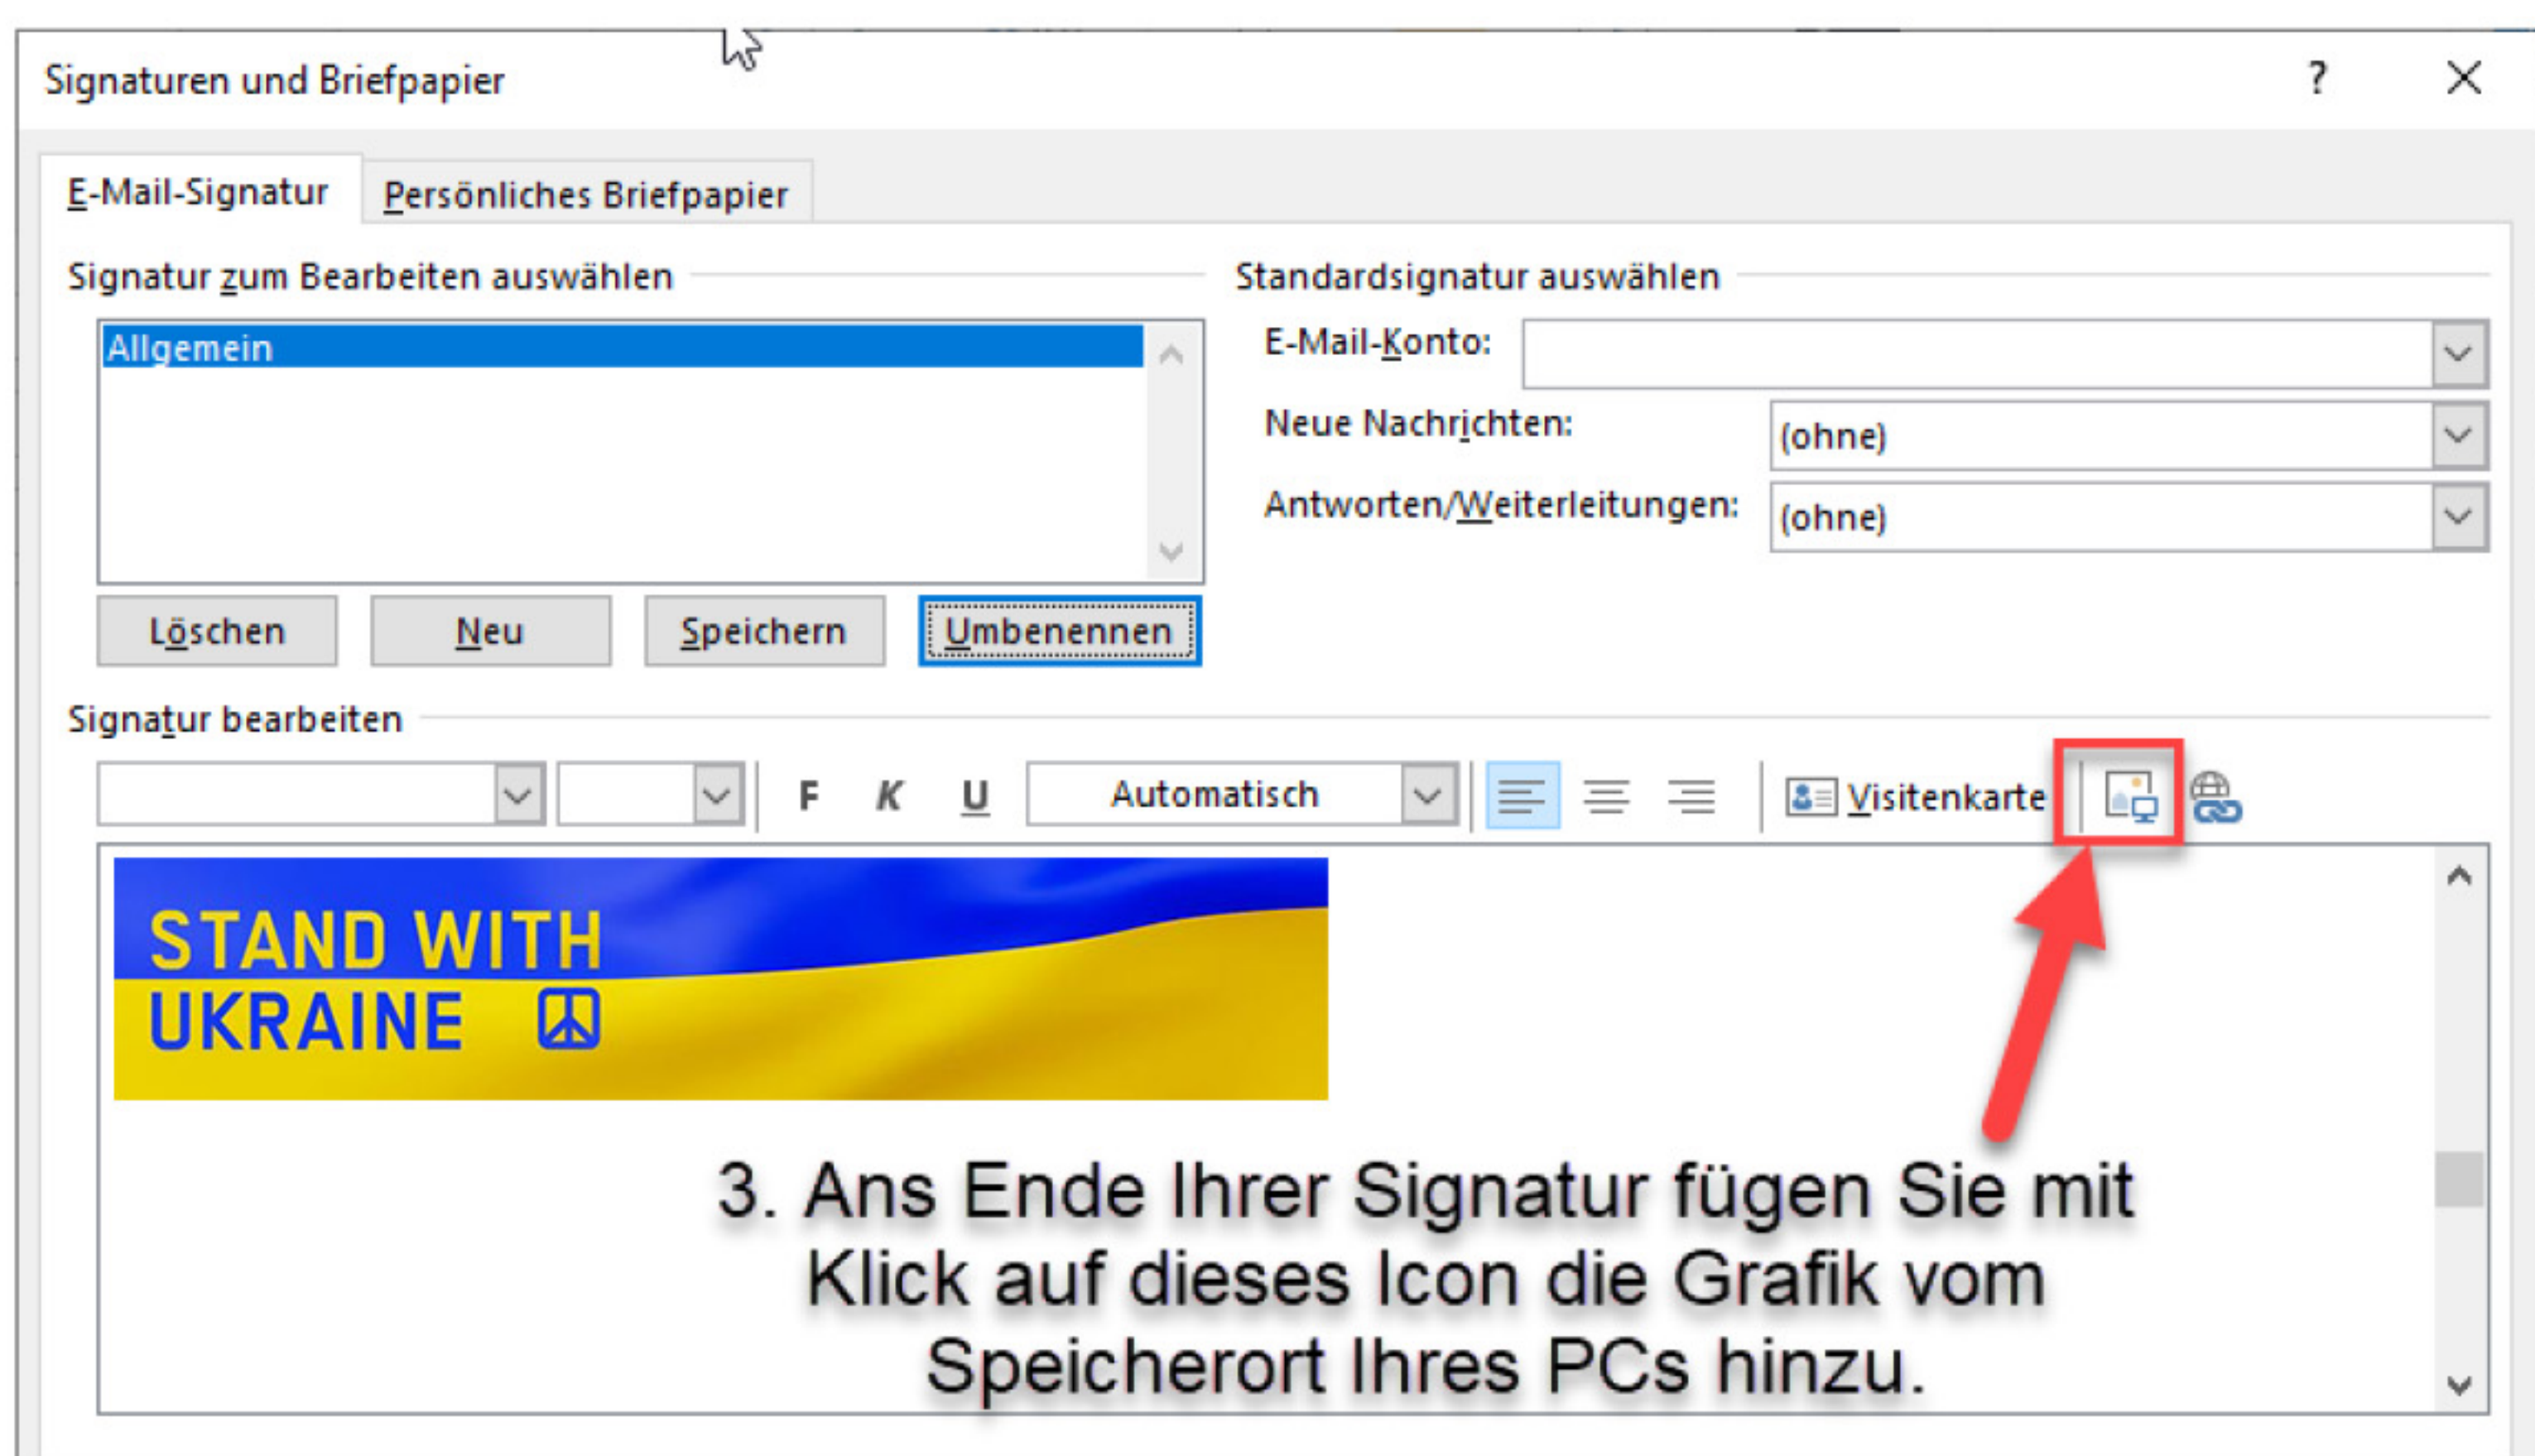 Signaturen und Briefpapier
?
E-Mail-Signatur
Persönliches Briefpapier
Signatur zum Bearbeiten auswählen
Standardsignatur auswählen
Allgemein
E-Mail-Konto:
Neue Nachrichten:
(ohne)
Antworten/Weiterleitungen:
(ohne)
Löschen
Neu
Speichern
Umbenennen
Signatur bearbeiten
F K U
Automatisch
Visitenkarte
STAND WITH
UKRAINE
3. Ans Ende Ihrer Signatur fügen Sie mit
Klick auf dieses Icon die Grafik vom
Speicherort Ihres PCs hinzu.